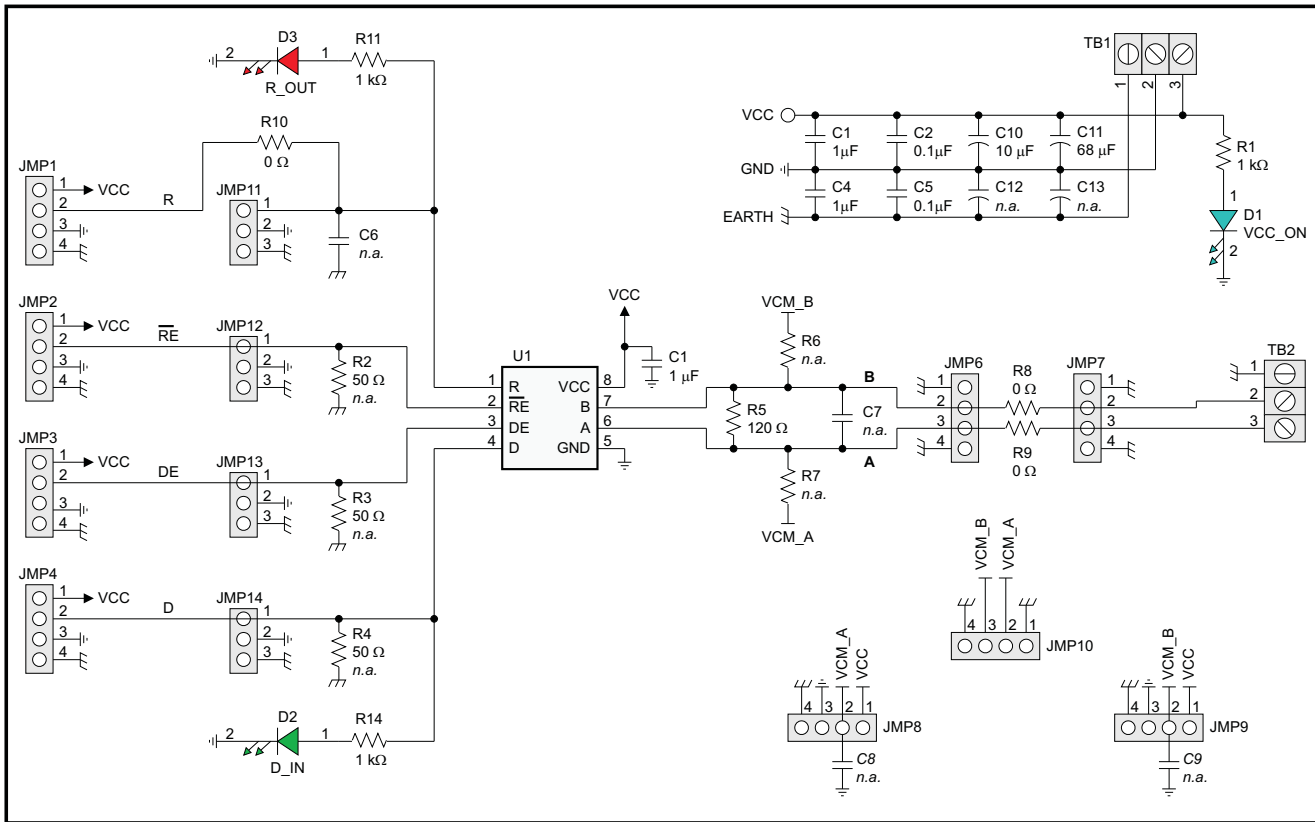 D3
2
1
R_OUT
R11
1 kΩ
R10
0 Ω
JMP1
1
VCC
2
R
3
4
JMP11
1
2
3
C6
n.a.
JMP2
1
VCC
2
RE
3
4
JMP12
1
2
3
R2
50 Ω
n.a.
JMP3
1
VCC
2
DE
3
4
JMP13
1
2
3
R3
50 Ω
n.a.
JMP4
1
VCC
2
D
3
4
JMP14
1
2
3
R4
50 Ω
n.a.
D2
2
1
D_IN
R14
1 kΩ
U1
1
R
VCC
8
2
RE
B
7
3
DE
A
6
4
D
GND
5
VCC
C1
1 μF
VCM_B
R6
n.a.
R5
120 Ω
B
C7
n.a.
A
R7
n.a.
VCM_A
JMP6
1
2
3
4
R8
0 Ω
R9
0 Ω
JMP7
1
2
3
4
TB2
1
2
3
TB1
1
2
3
VCC
C1
1μF
C2
0.1μF
C10
10 μF
C11
68 μF
GND
C4
1μF
C5
0.1μF
C12
n.a.
C13
n.a.
EARTH
R1
1 kΩ
1
D1
VCC_ON
2
VCM_B
VCM_A
4
3
2
1
JMP10
VCM_A
VCC
4
3
2
1
JMP8
C8
n.a.
VCM_B
VCC
4
3
2
1
JMP9
C9
n.a.